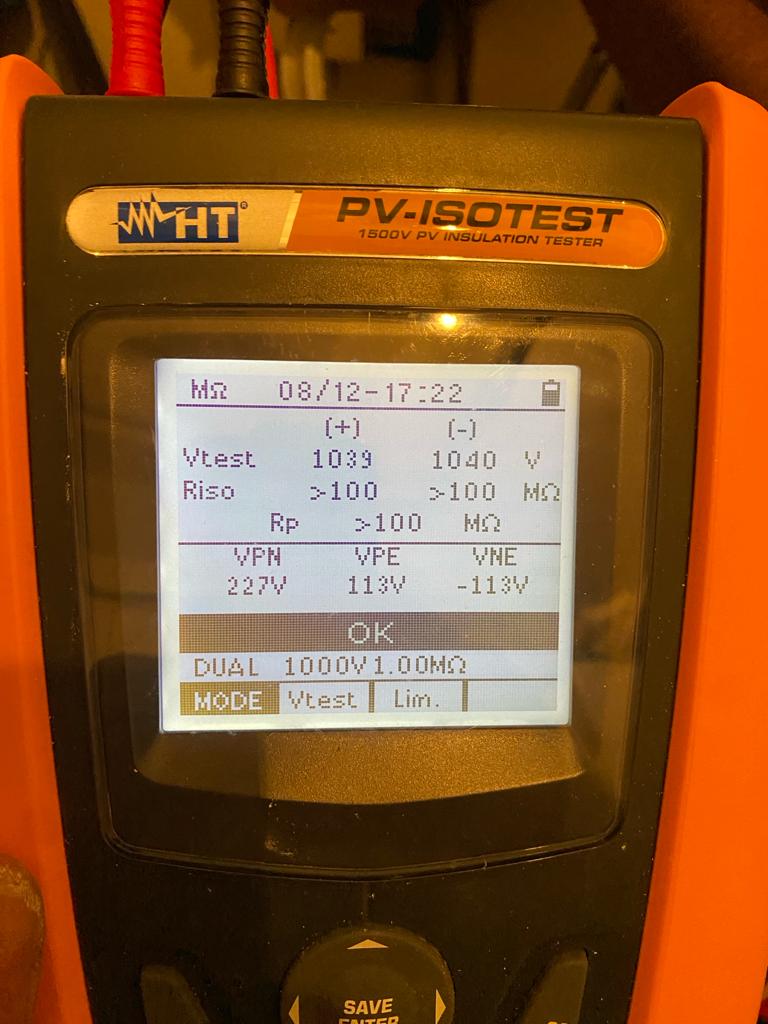 HT® PV-ISOTEST
1500V PV INSULATION TESTER
MΩ 08/12-17:22
(+) (-)
Vtest 1039 1040 V
Riso >100 >100 MΩ
Rp >100 MΩ
VPN VPE VNE
227V 113V -113V
OK
DUAL 1000V 1.00MΩ
MODE Vtest Lim.
SAVE
ENTER